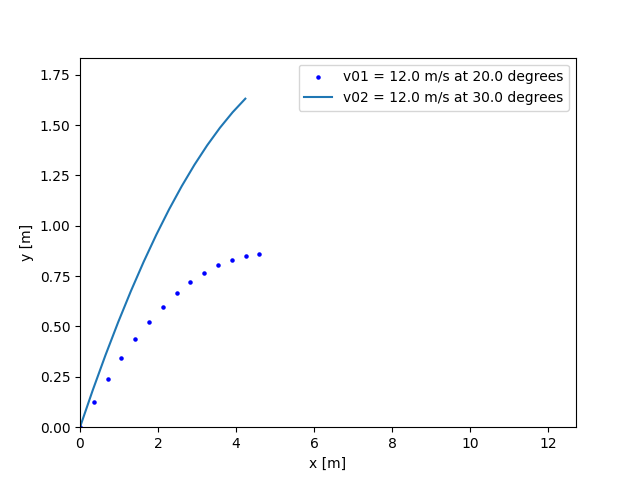 1.75
1.50
1.25
1.00
0.75
0.50
0.25
0.00
y [m]
v01 = 12.0 m/s at 20.0 degrees
v02 = 12.0 m/s at 30.0 degrees
0 2 4 6 8 10 12
x [m]